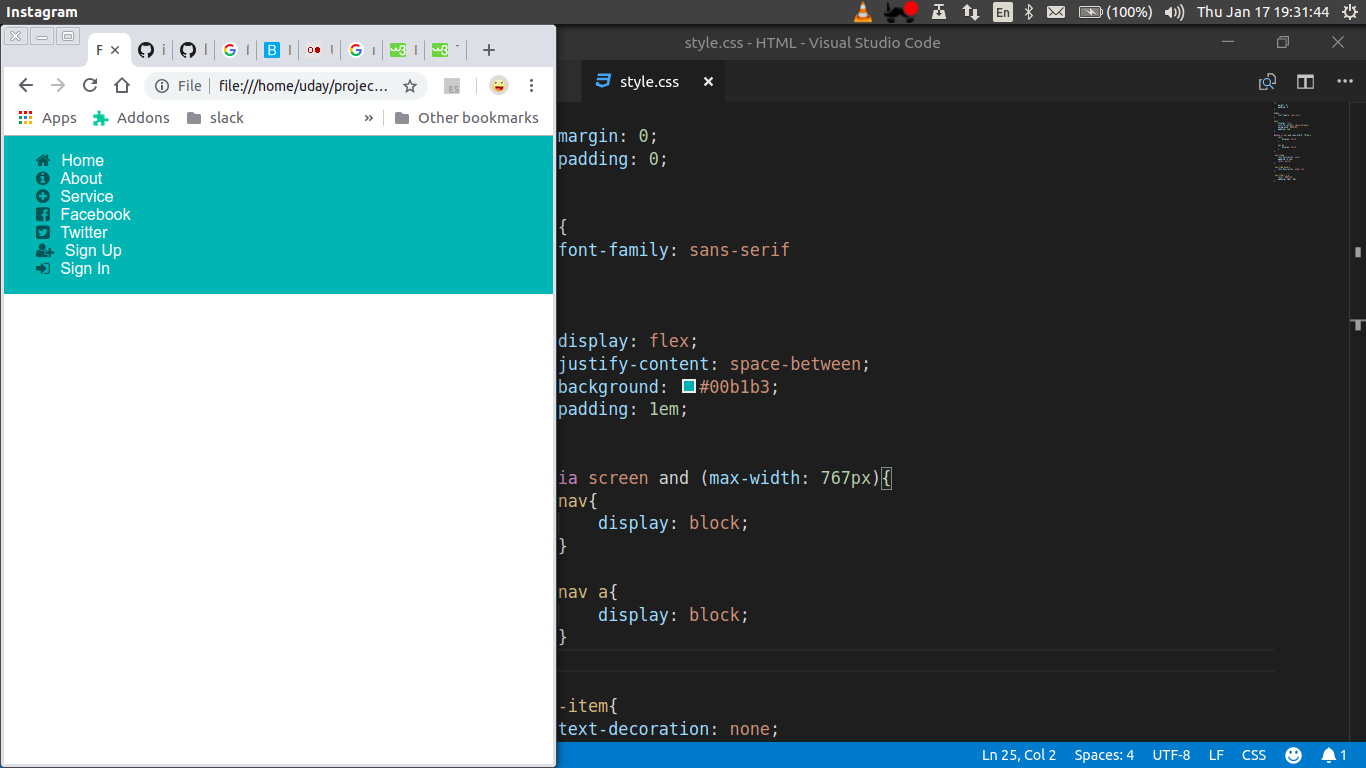 Instagram
En
(100%)
Thu Jan 17 19:31:44
style.css - HTML - Visual Studio Code
F
style.css
File
file:///home/uday/projec...
ES
Apps
Addons
slack
»
Other bookmarks
Home
About
Service
Facebook
Twitter
Sign Up
Sign In
margin: 0;
padding: 0;
{
font-family: sans-serif
display: flex;
justify-content: space-between;
background: #00b1b3;
padding: 1em;
ia screen and (max-width: 767px){
nav{
display: block;
}
nav a{
display: block;
}
-item{
text-decoration: none;
Ln 25, Col 2
Spaces: 4
UTF-8
LF
CSS
1